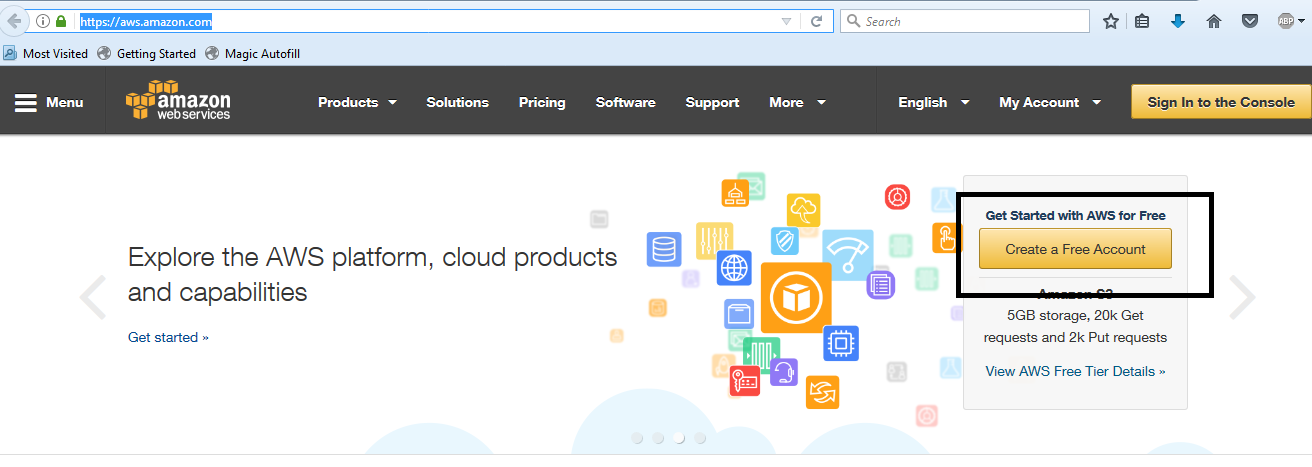 https://aws.amazon.com
Search
ABP
Most Visited
Getting Started
Magic Autofill
Menu
amazon
web services
Products
Solutions
Pricing
Software
Support
More
English
My Account
Sign In to the Console
Explore the AWS platform, cloud products
and capabilities
Get started »
Get Started with AWS for Free
Create a Free Account
Amazon S3
5GB storage, 20k Get
requests and 2k Put requests
View AWS Free Tier Details »